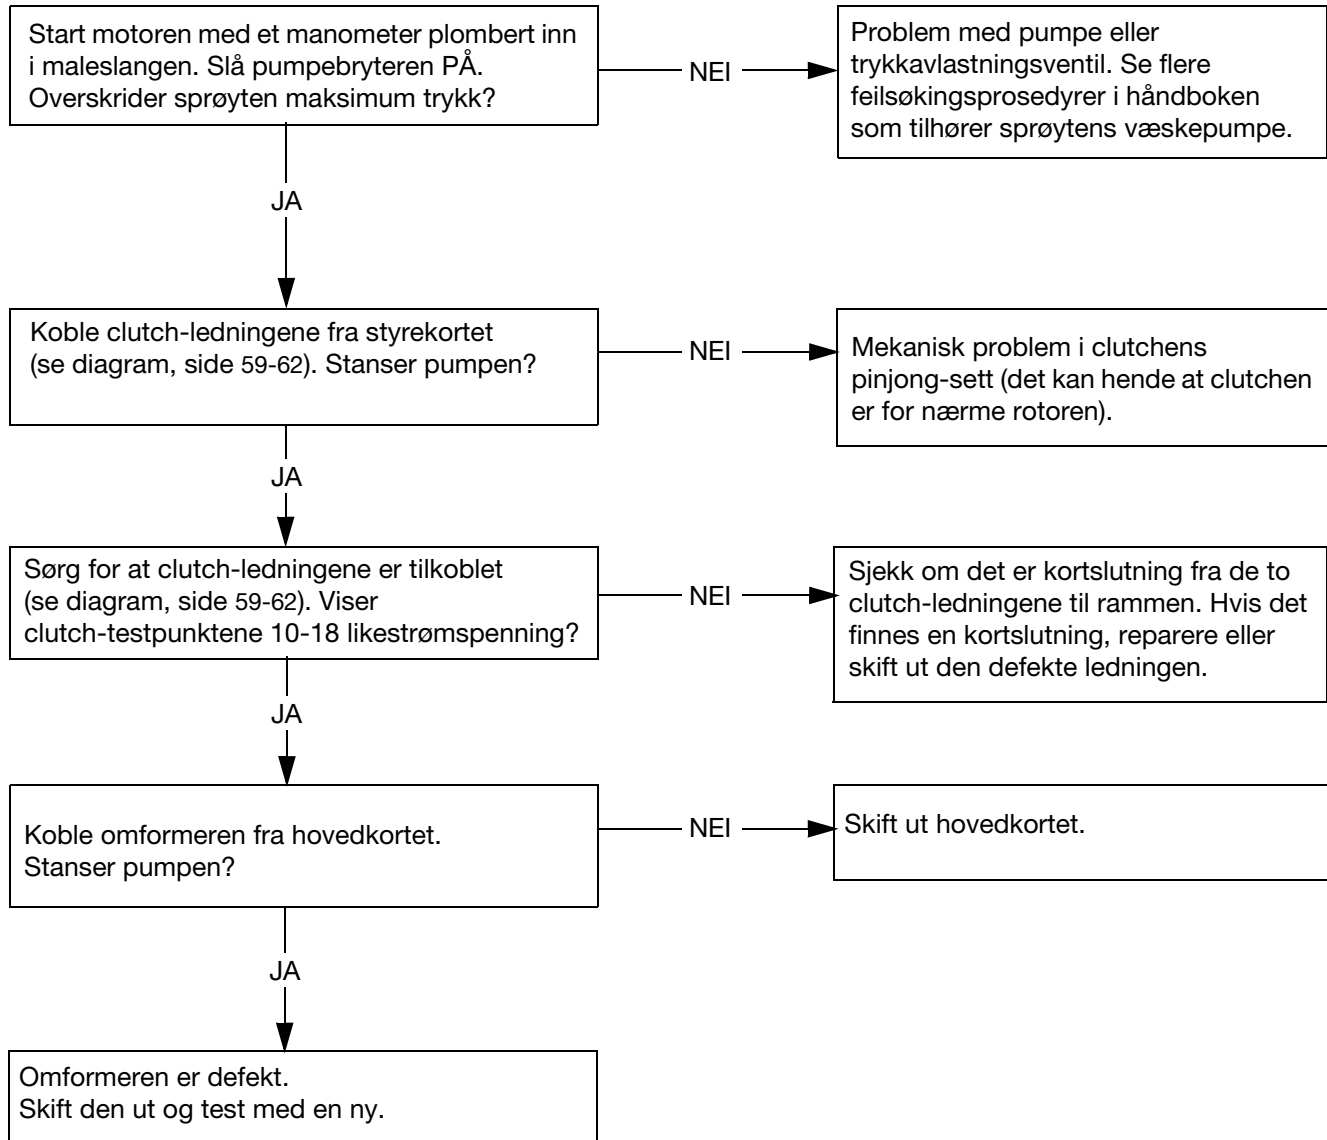 Start motoren med et manometer plombert inn
i maleslangen. Slå pumpebryteren PÅ.
Overskrider sprøyten maksimum trykk?
NEI
Problem med pumpe eller
trykkavlastningsventil. Se flere
feilsøkingsprosedyrer i håndboken
som tilhører sprøytens væskepumpe.
JA
Koble clutch-ledningene fra styrekortet
(se diagram, side 59-62). Stanser pumpen?
NEI
Mekanisk problem i clutchens
pinjong-sett (det kan hende at clutchen
er for nærme rotoren).
JA
Sørg for at clutch-ledningene er tilkoblet
(se diagram, side 59-62). Viser
clutch-testpunktene 10-18 likestrømspenning?
NEI
Sjekk om det er kortslutning fra de to
clutch-ledningene til rammen. Hvis det
finnes en kortslutning, reparere eller
skift ut den defekte ledningen.
JA
Koble omformeren fra hovedkortet.
Stanser pumpen?
NEI
Skift ut hovedkortet.
JA
Omformeren er defekt.
Skift den ut og test med en ny.